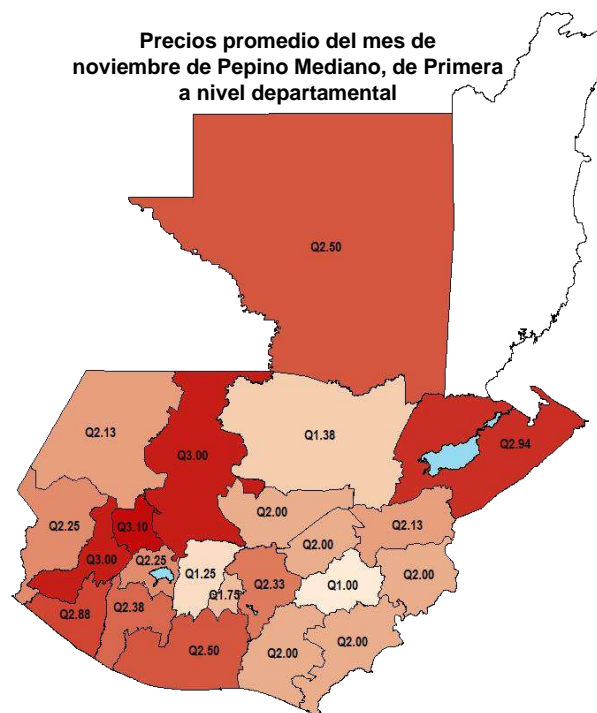 Precios promedio del mes de
noviembre de Pepino Mediano, de Primera
a nivel departamental
Q2.50
Q2.13
Q1.38
Q2.94
Q3.00
Q2.00
Q2.13
Q2.25
Q3.10
Q2.00
Q3.00
Q2.25
Q1.25
Q2.33
Q1.00
Q2.00
Q1.75
Q2.88
Q2.38
Q2.00
Q2.50
Q2.00